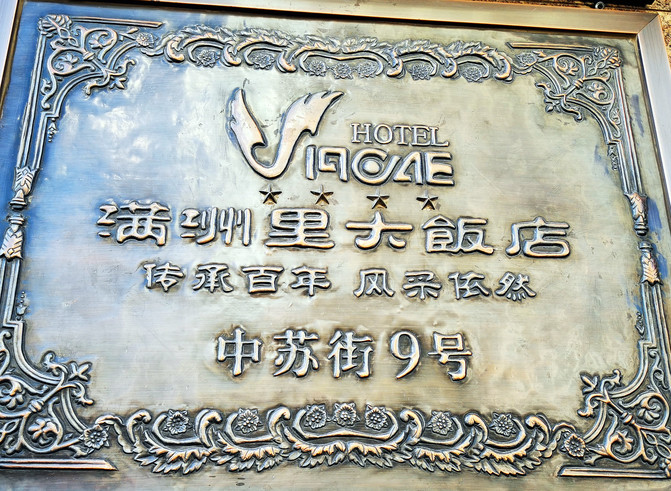 HOTEL
满洲里大飯店
传承百年 风采依然
中苏街9号